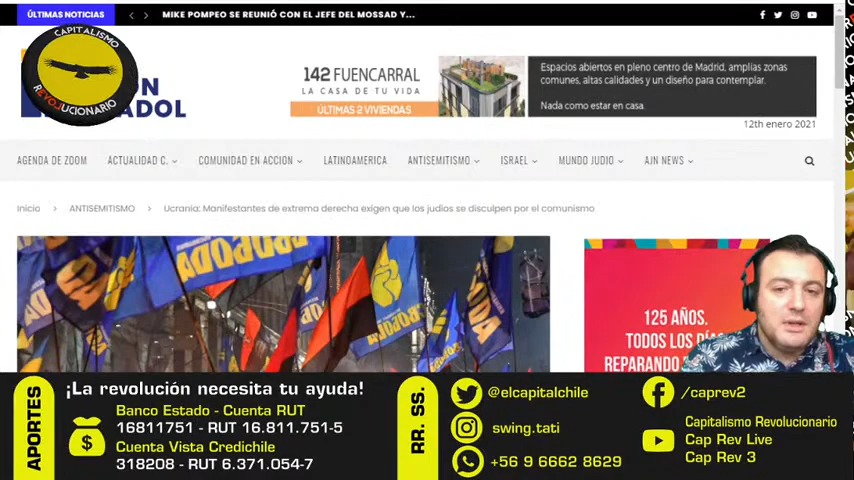 ÚLTIMAS NOTICIAS
MIKE POMPEO SE REUNIÓ CON EL JEFE DEL MOSSAD Y...
CAPITALISMO
REVOLUCIONARIO
142 FUENCARRAL
LA CASA DE TU VIDA
ÚLTIMAS 2 VIVIENDAS
Espacios abiertos en pleno centro de Madrid, amplias zonas
comunes, altas calidades y un diseño para contemplar.
Nada como estar en casa.
12th enero 2021
AGENDA DE ZOOM
ACTUALIDAD C.
COMUNIDAD EN ACCION
LATINOAMERICA
ANTISEMITISMO
ISRAEL
MUNDO JUDIO
AJN NEWS
Inicio > ANTISEMITISMO > Ucrania: Manifestantes de extrema derecha exigen que los judíos se disculpen por el comunismo
СВОБОДА
125 AÑOS.
TODOS LOS
REPARANDO
APORTES
¡La revolución necesita tu ayuda!
Banco Estado - Cuenta RUT
16811751 - RUT 16.811.751-5
Cuenta Vista Credichile
318208 - RUT 6.371.054-7
RR. SS.
@elcapitalchile
swing.tati
+56 9 6662 8629
/caprev2
Capitalismo Revolucionario
Cap Rev Live
Cap Rev 3